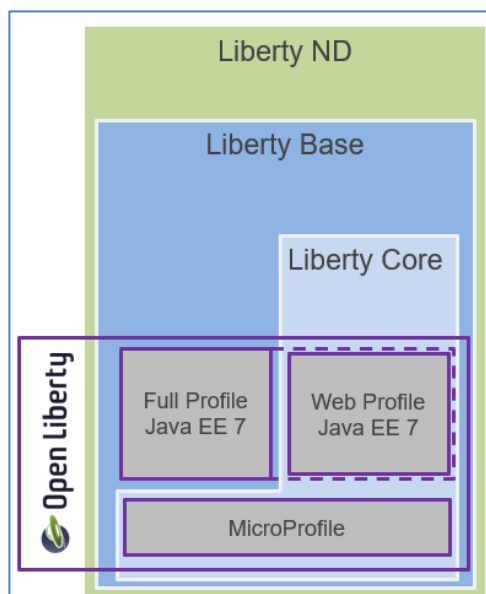 Liberty ND
Liberty Base
Liberty Core
Open Liberty
Full Profile
Java EE 7
Web Profile
Java EE 7
MicroProfile